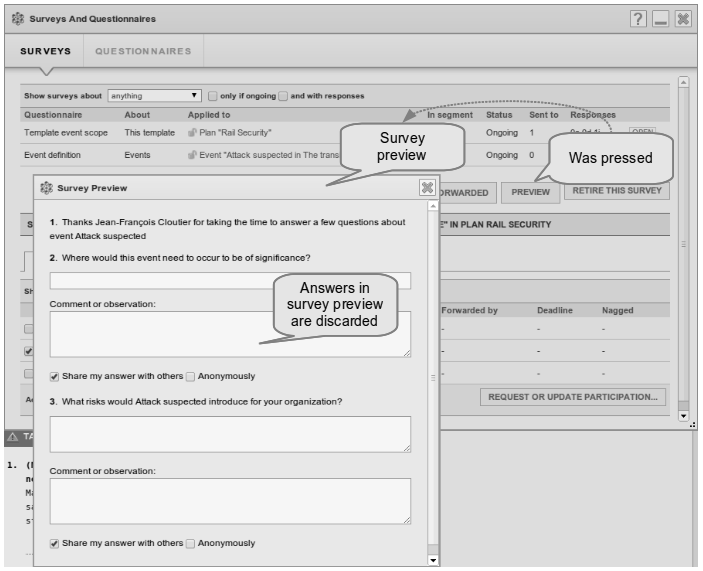 Surveys And Questionnaires
?
SURVEYS QUESTIONNAIRES
Show surveys about anything only if ongoing and with responses
Questionnaire About Applied to In segment Status Sent to Responses
Template event scope This template Plan "Rail Security" Ongoing 1 OPEN
Event definition Events Event "Attack suspected in The trans Ongoing 0
Survey
preview
Was pressed
ORWARDED PREVIEW RETIRE THIS SURVEY
Survey Preview
S E" IN PLAN RAIL SECURITY
1. Thanks Jean-François Cloutier for taking the time to answer a few questions about
event Attack suspected
2. Where would this event need to occur to be of significance?
Answers in
survey preview
are discarded
Comment or observation:
Sh
Forwarded by Deadline Nagged
- - -
- - -
- - -
Share my answer with others Anonymously
3. What risks would Attack suspected introduce for your organization?
REQUEST OR UPDATE PARTICIPATION...
TA
1.
Comment or observation:
Share my answer with others Anonymously